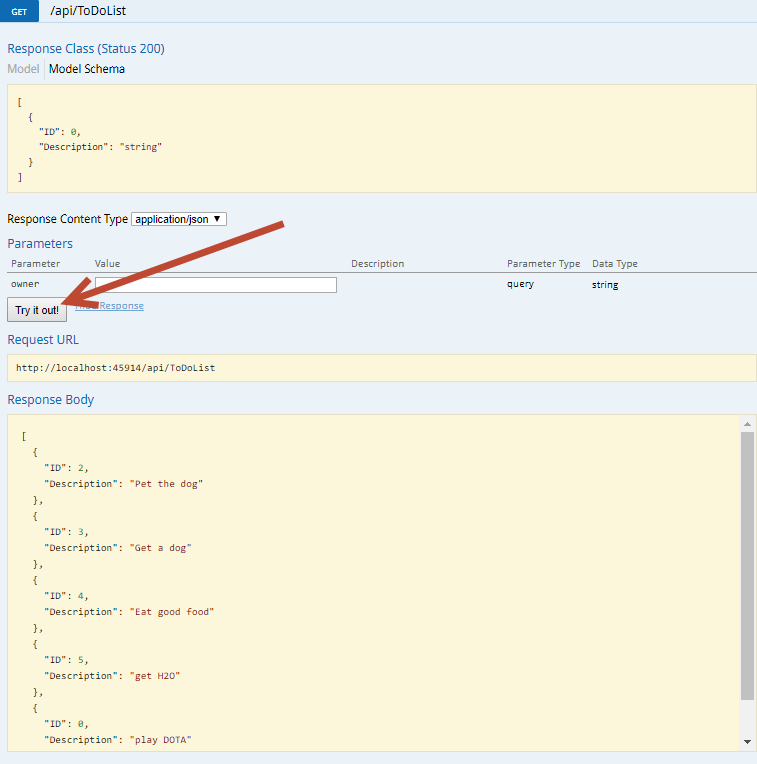 GET /api/ToDoList
Response Class (Status 200)
Model Model Schema
[
{
"ID": 0,
"Description": "string"
}
]
Response Content Type application/json ▼
Parameters
Parameter Value Description Parameter Type Data Type
owner query string
Try it out! Response
Request URL
http://localhost:45914/api/ToDoList
Response Body
[
{
"ID": 2,
"Description": "Pet the dog"
},
{
"ID": 3,
"Description": "Get a dog"
},
{
"ID": 4,
"Description": "Eat good food"
},
{
"ID": 5,
"Description": "get H2O"
},
{
"ID": 0,
"Description": "play DOTA"